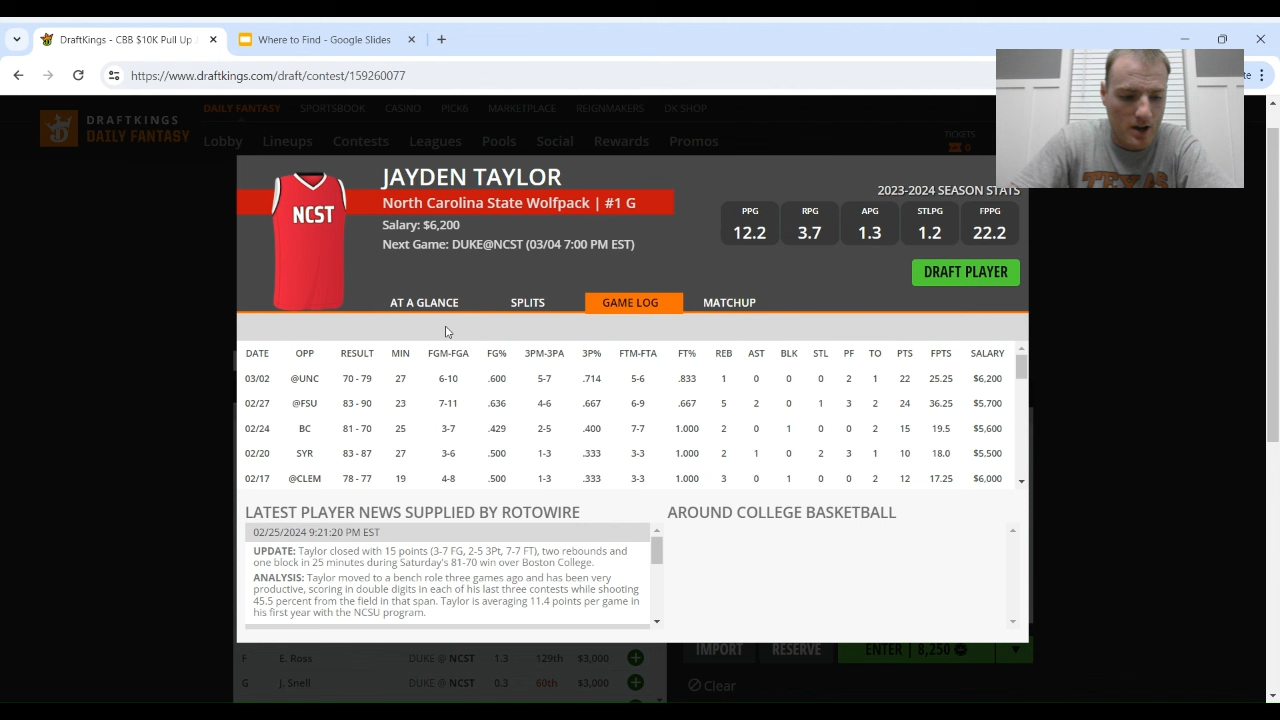 DraftKings - CBB $10K Pull Up
Where to Find - Google Slides
https://www.draftkings.com/draft/contest/159260077
DRAFTKINGS
DAILY FANTASY
DAILY FANTASY SPORTSBOOK CASINO PICK6 MARKETPLACE REIGNMAKERS DK SHOP
Lobby Lineups Contests Leagues Pools Social Rewards Promos
TICKETS
0
TEXAS
NCST
JAYDEN TAYLOR
North Carolina State Wolfpack | #1 G
Salary: $6,200
Next Game: DUKE@NCST (03/04 7:00 PM EST)
2023-2024 SEASON STATS
PPG RPG APG STLPG FPPG
12.2 3.7 1.3 1.2 22.2
DRAFT PLAYER
AT A GLANCE SPLITS GAME LOG MATCHUP
DATE OPP RESULT MIN FGM-FGA FG% 3PM-3PA 3P% FTM-FTA FT% REB AST BLK STL PF TO PTS FPTS SALARY
03/02 @UNC 70 - 79 27 6-10 .600 5-7 .714 5-6 .833 1 0 0 0 2 1 22 25.25 $6,200
02/27 @FSU 83 - 90 23 7-11 .636 4-6 .667 6-9 .667 5 2 0 1 3 2 24 36.25 $5,700
02/24 BC 81 - 70 25 3-7 .429 2-5 .400 7-7 1.000 2 0 1 0 0 2 15 19.5 $5,600
02/20 SYR 83 - 87 27 3-6 .500 1-3 .333 3-3 1.000 2 1 0 2 3 1 10 18.0 $5,500
02/17 @CLEM 78 - 77 19 4-8 .500 1-3 .333 3-3 1.000 3 0 1 0 0 2 12 17.25 $6,000
LATEST PLAYER NEWS SUPPLIED BY ROTOWIRE
02/25/2024 9:21:20 PM EST
UPDATE: Taylor closed with 15 points (3-7 FG, 2-5 3Pt, 7-7 FT), two rebounds and
one block in 25 minutes during Saturday's 81-70 win over Boston College.
ANALYSIS: Taylor moved to a bench role three games ago and has been very
productive, scoring in double digits in each of his last three contests while shooting
45.5 percent from the field in that span. Taylor is averaging 11.4 points per game in
his first year with the NCSU program.
AROUND COLLEGE BASKETBALL
F E. Ross DUKE @ NCST 1.3 129th $3,000
G J. Snell DUKE @ NCST 0.3 60th $3,000
IMPORT RESERVE ENTER | 8,250
Clear